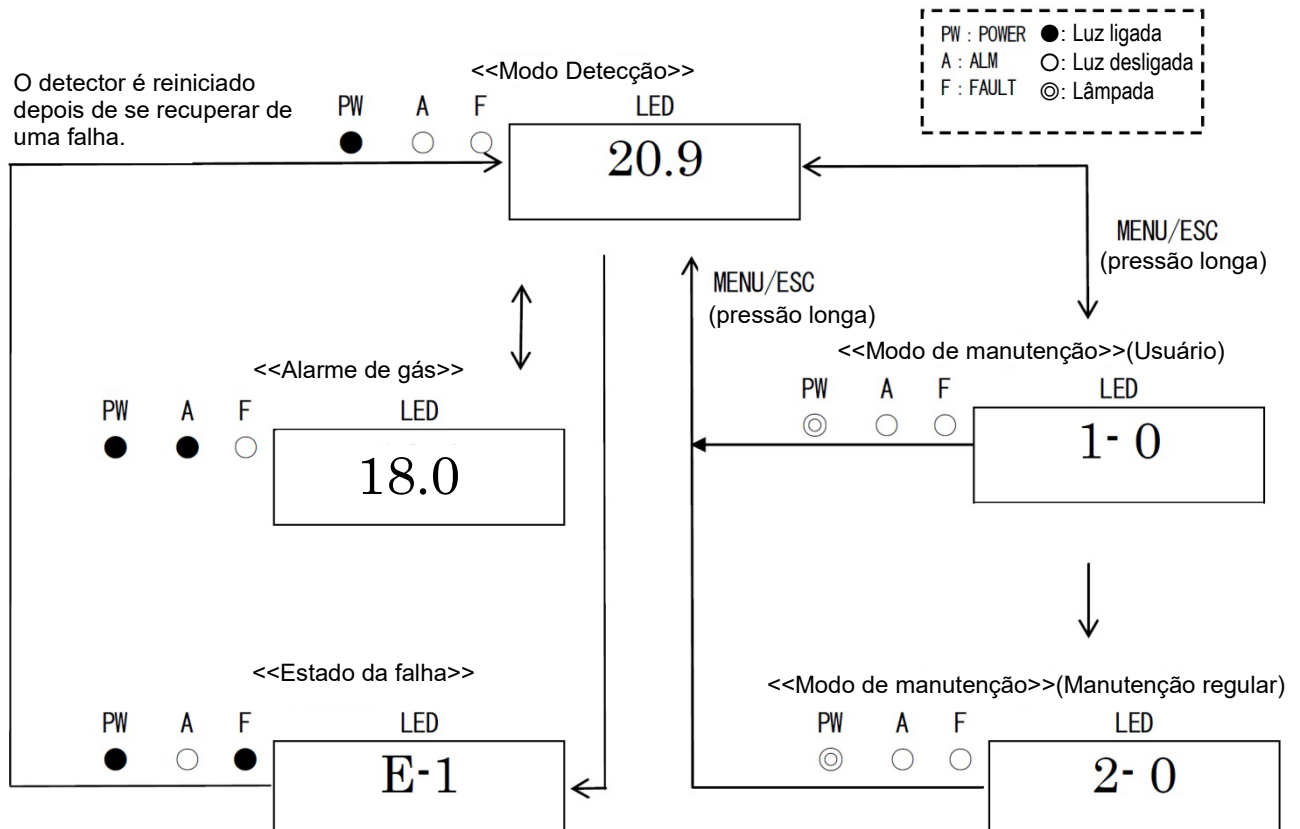 PW : POWER ●: Luz ligada
A : ALM ○: Luz desligada
F : FAULT ◎: Lâmpada
O detector é reiniciado
depois de se recuperar de
uma falha.
<<Modo Detecção>>
PW A F LED
20.9
MENU/ESC
(pressão longa)
MENU/ESC
(pressão longa)
<<Alarme de gás>>
PW A F LED
18.0
<<Modo de manutenção>>(Usuário)
PW A F LED
1- 0
<<Estado da falha>>
PW A F LED
E-1
<<Modo de manutenção>>(Manutenção regular)
PW A F LED
2- 0